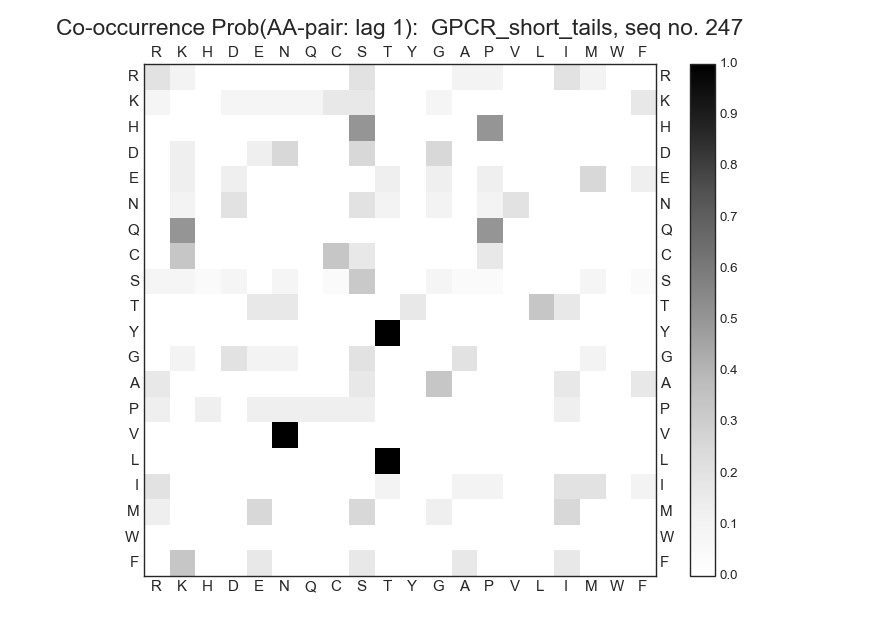 Co-occurrence Prob(AA-pair: lag 1):  GPCR_short_tails, seq no. 247
R K H D E N Q C S T Y G A P V L I M W F
R R 1.0
K K
0.9
H H
D D 0.8
E E
0.7
N N
Q Q 0.6
C C
S S 0.5
T T
0.4
Y Y
G G
0.3
A A
P P
0.2
V V
L L
I I 0.1
M M
W W
F F
0.0
R K H D E N Q C S T Y G A P V L I M W F